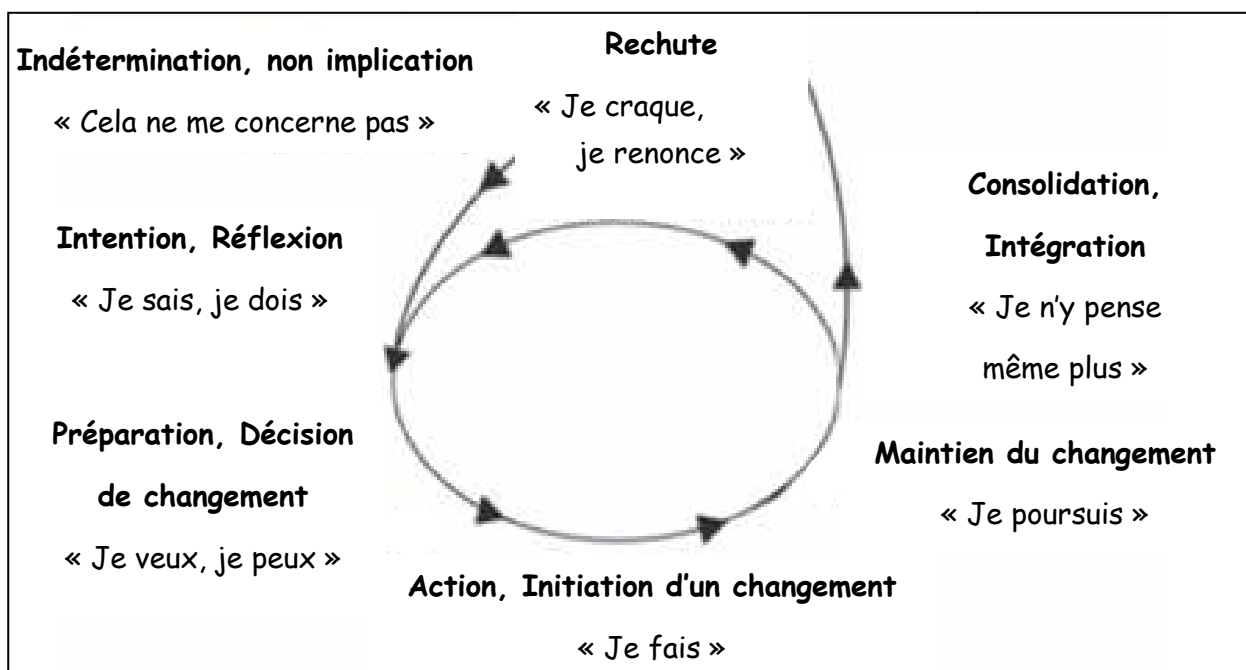 Indétermination, non implication
« Cela ne me concerne pas »
Rechute
« Je craque,
je renonce »
Intention, Réflexion
« Je sais, je dois »
Consolidation,
Intégration
« Je n'y pense
même plus »
Préparation, Décision
de changement
« Je veux, je peux »
Maintien du changement
« Je poursuis »
Action, Initiation d'un changement
« Je fais »